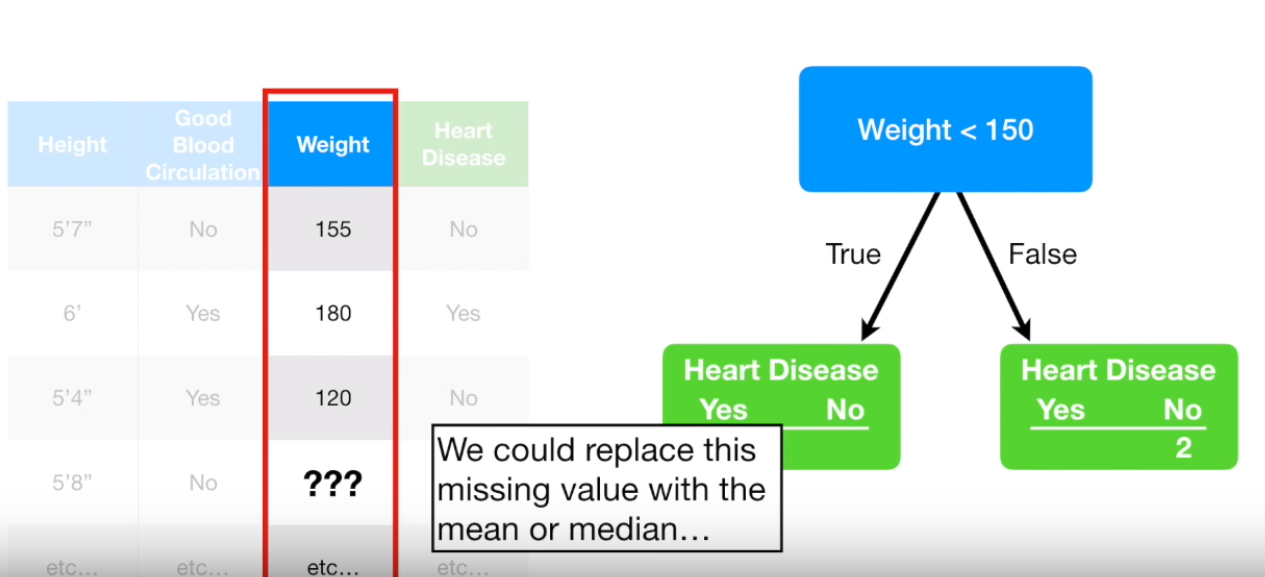 Height Good Blood Circulation Weight Heart Disease
5'7” No 155 No
6' Yes 180 Yes
5'4” Yes 120 No
5'8” No ???
etc… etc… etc… etc…
We could replace this
missing value with the
mean or median…
Weight < 150
True False
Heart Disease
Yes No
Heart Disease
Yes No
2